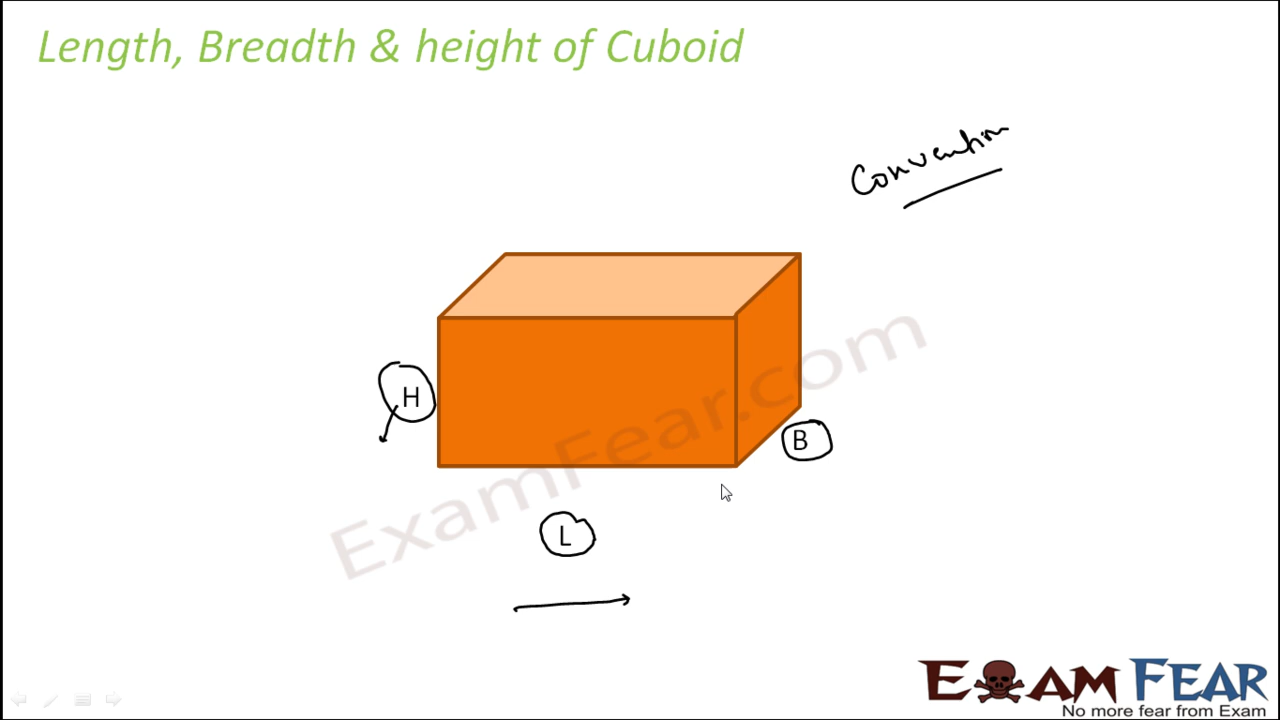 Length, Breadth & height of Cuboid
Convention
H
B
L
ExamFear.com
EXAM FEAR
No more fear from Exam